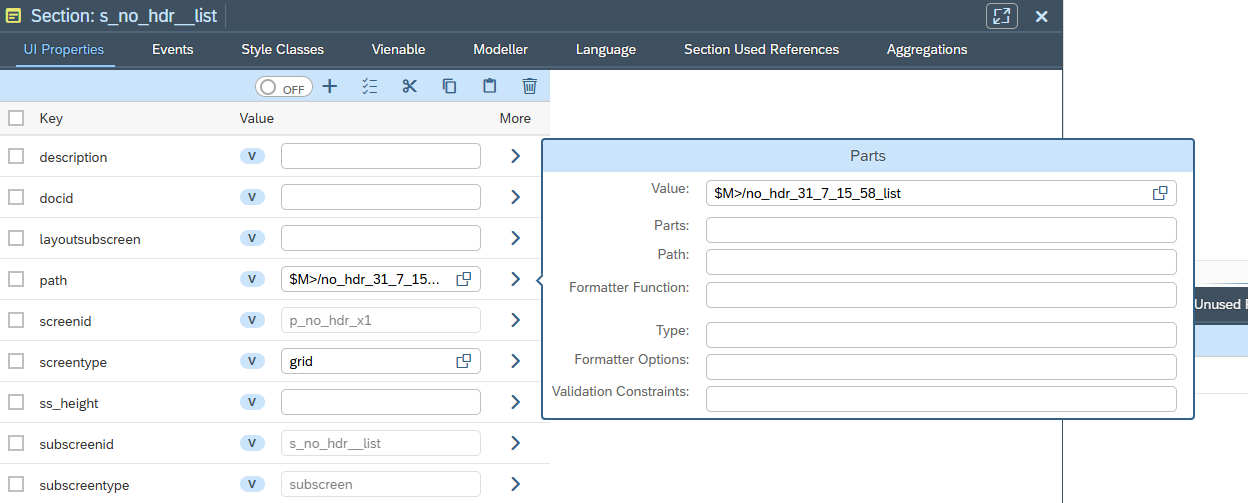 Section: s_no_hdr__list
UI Properties Events Style Classes Vienable Modeller Language Section Used References Aggregations
OFF
Key Value More
description V
docid V
layoutsubscreen V
path V $M>/no_hdr_31_7_15...
screenid V p_no_hdr_x1
screentype V grid
ss_height V
subscreenid V s_no_hdr__list
subscreentype V subscreen
Parts
Value: $M>/no_hdr_31_7_15_58_list
Parts:
Path:
Formatter Function:
Type:
Formatter Options:
Validation Constraints:
Unused